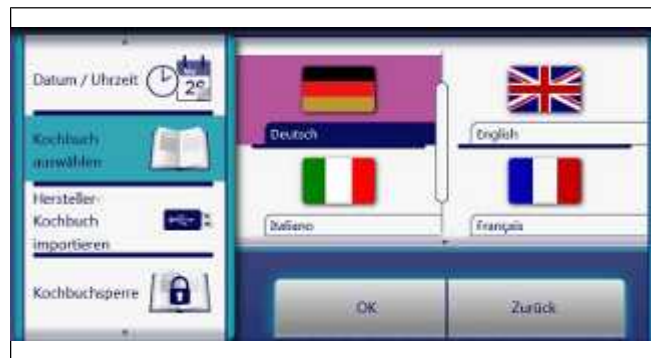 Datum / Uhrzeit
Kochbuch
auswählen
Hersteller-
Kochbuch
importieren
Kochbuchsperre
Deutsch
English
Italiano
Français
OK
Zurück